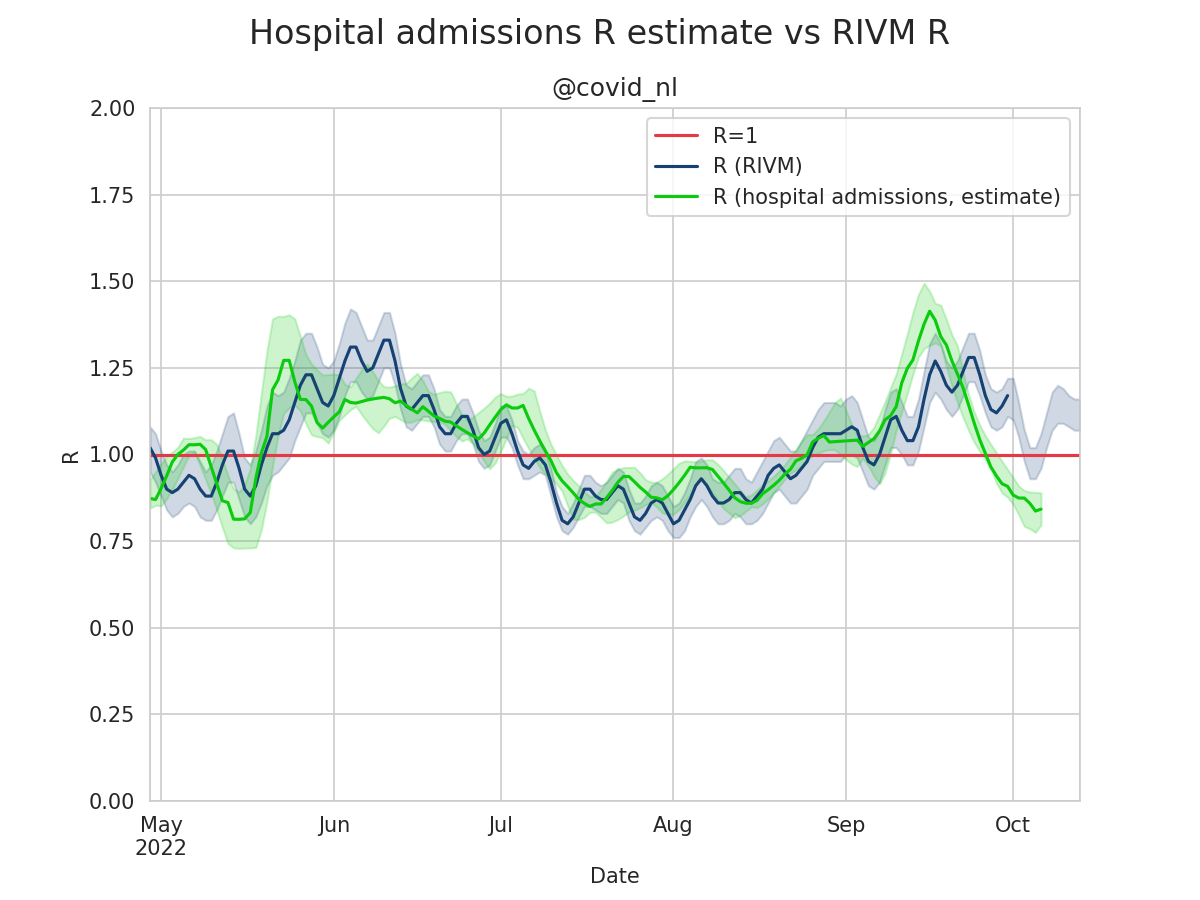 Hospital admissions R estimate vs RIVM R
@covid_nl
R=1
R (RIVM)
R (hospital admissions, estimate)
2.00
1.75
1.50
1.25
1.00
0.75
0.50
0.25
0.00
R
May Jun Jul Aug Sep Oct
2022
Date